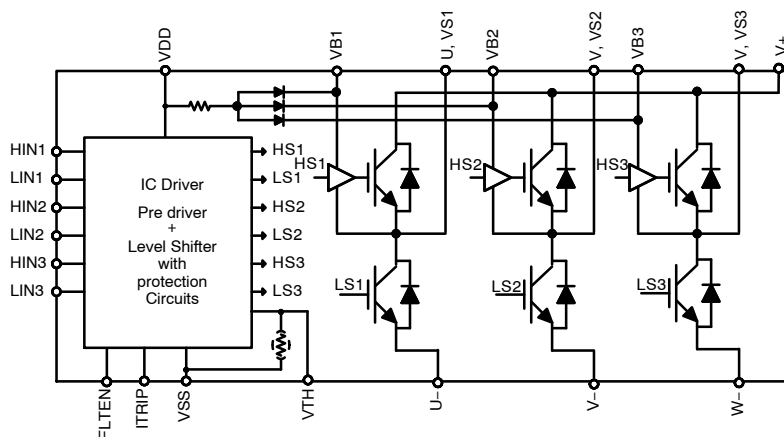 VDD
VB1
U, VS1
VB2
V, VS2
VB3
V, VS3
V+
HIN1
LIN1
HIN2
LIN2
HIN3
LIN3
IC Driver
Pre driver
+
Level Shifter
with
protection
Circuits
HS1
LS1
HS2
LS2
HS3
LS3
HS1
HS2
HS3
LS1
LS2
LS3
FLTEN
ITRIP
VSS
VTH
U−
V−
W−